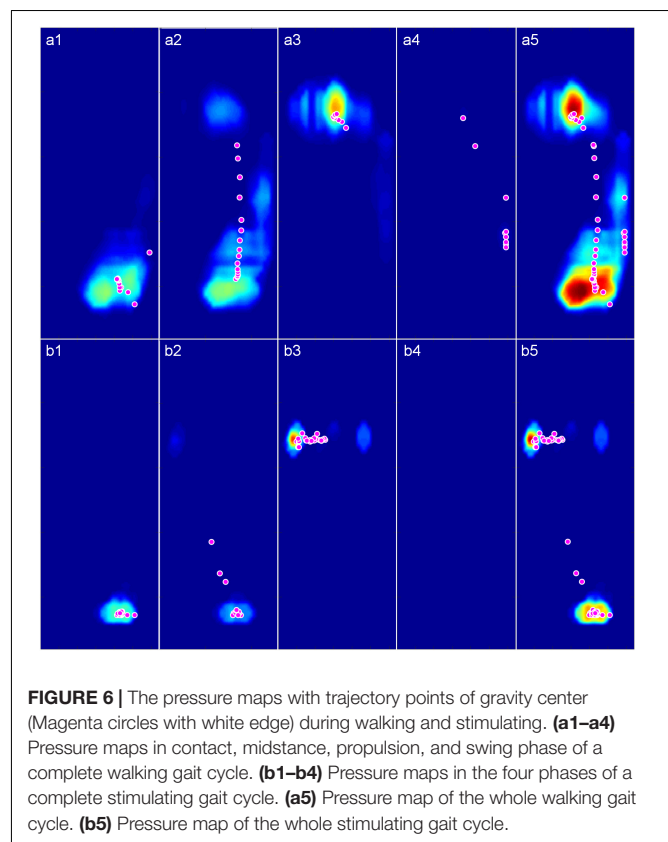 a1 a2 a3 a4 a5
b1 b2 b3 b4 b5
FIGURE 6 | The pressure maps with trajectory points of gravity center
(Magenta circles with white edge) during walking and stimulating. (a1–a4)
Pressure maps in contact, midstance, propulsion, and swing phase of a
complete walking gait cycle. (b1–b4) Pressure maps in the four phases of a
complete stimulating gait cycle. (a5) Pressure map of the whole walking gait
cycle. (b5) Pressure map of the whole stimulating gait cycle.